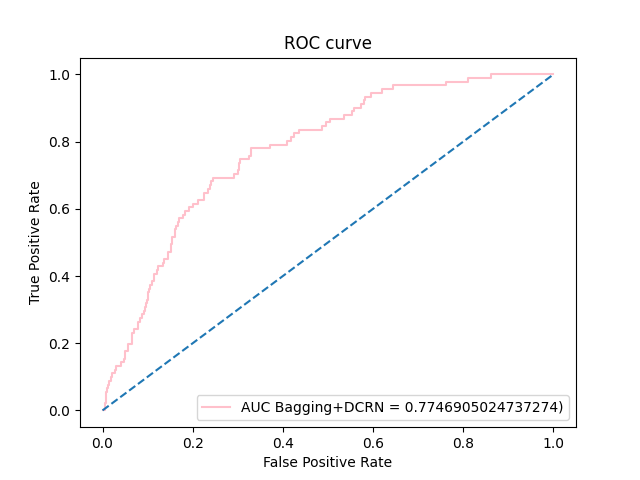 ROC curve
True Positive Rate
1.0
0.8
0.6
0.4
0.2
0.0
AUC Bagging+DCRN = 0.7746905024737274)
0.0 0.2 0.4 0.6 0.8 1.0
False Positive Rate